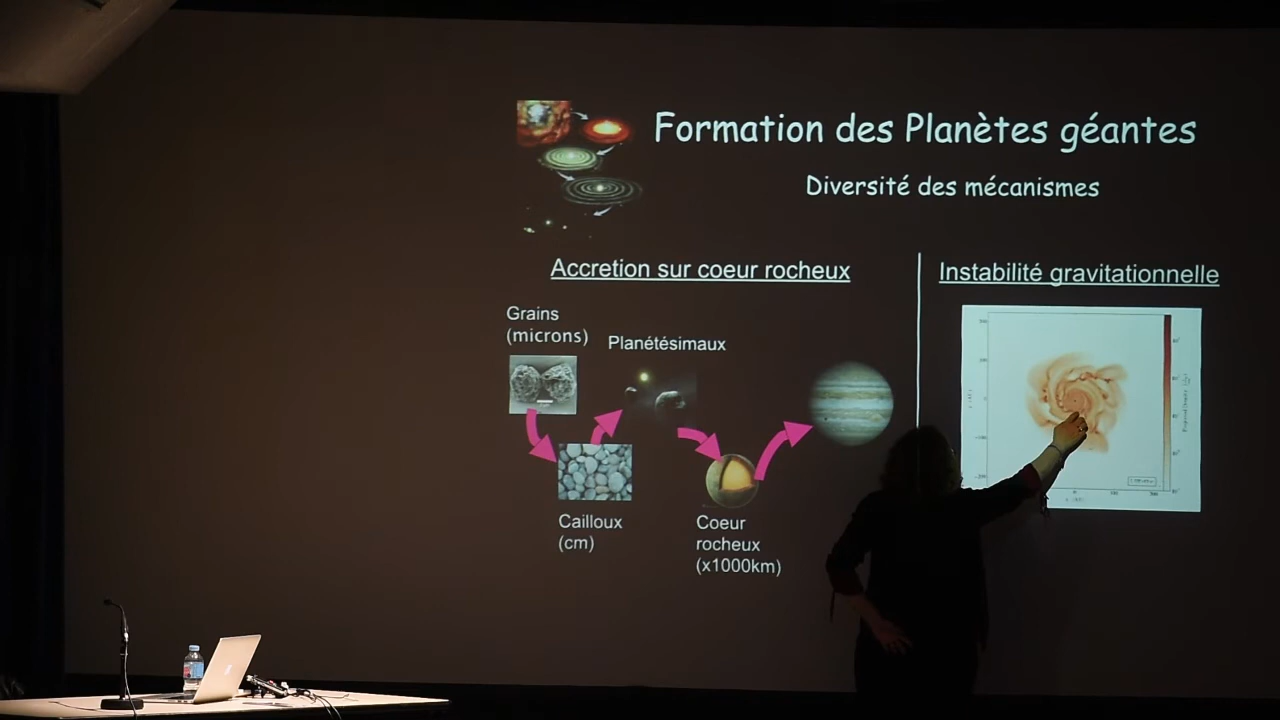 Formation des Planètes géantes
Diversité des mécanismes
Accretion sur coeur rocheux
Instabilité gravitationnelle
Grains
(microns)
Planétésimaux
Cailloux
(cm)
Coeur
rocheux
(x1000km)